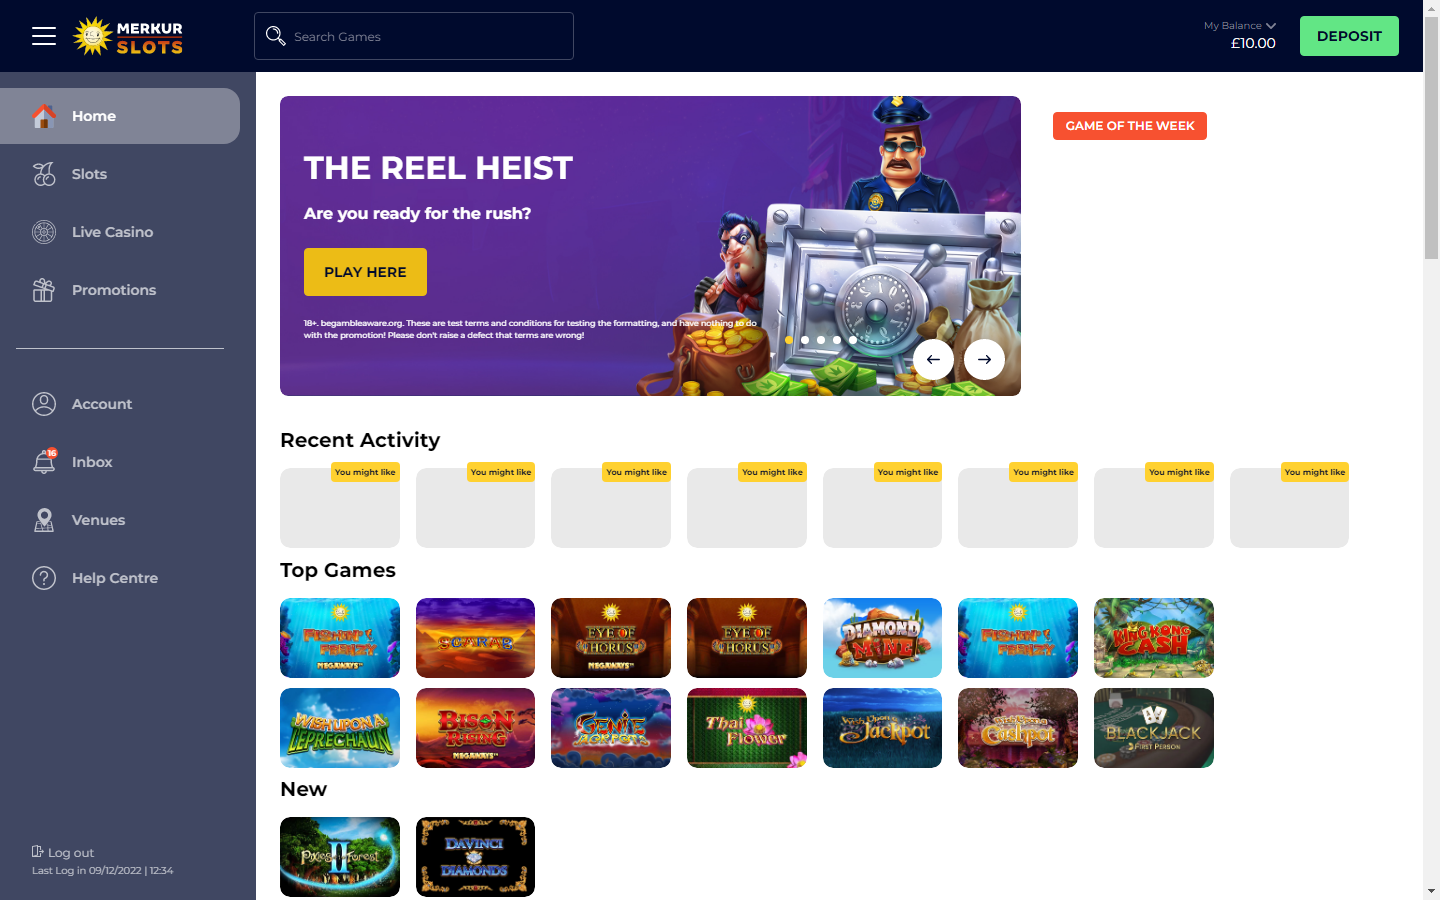 MERKUR
SLOTS
Search Games
My Balance
£10.00
DEPOSIT
Home
Slots
Live Casino
Promotions
Account
16
Inbox
Venues
Help Centre
Log out
Last Log in 09/12/2022 | 12:34
THE REEL HEIST
Are you ready for the rush?
PLAY HERE
18+. begambleaware.org. These are test terms and conditions for testing the formatting, and have nothing to do
with the promotion! Please don't raise a defect that terms are wrong!
GAME OF THE WEEK
Recent Activity
You might like
You might like
You might like
You might like
You might like
You might like
You might like
You might like
Top Games
FISHIN' FRENZY MEGAWAYS
SCARAB
EYE OF HORUS MEGAWAYS
EYE OF HORUS
DIAMOND MINE
FISHIN' FRENZY
KING KONG CASH
WISH UPON A LEPRECHAUN
BISON RISING MEGAWAYS
GENIE JACKPOTS
Thai Flower
Wish Upon a Jackpot
Cashpot
BLACKJACK
FIRST PERSON
New
Pixies of the Forest II
DAVINCI DIAMONDS